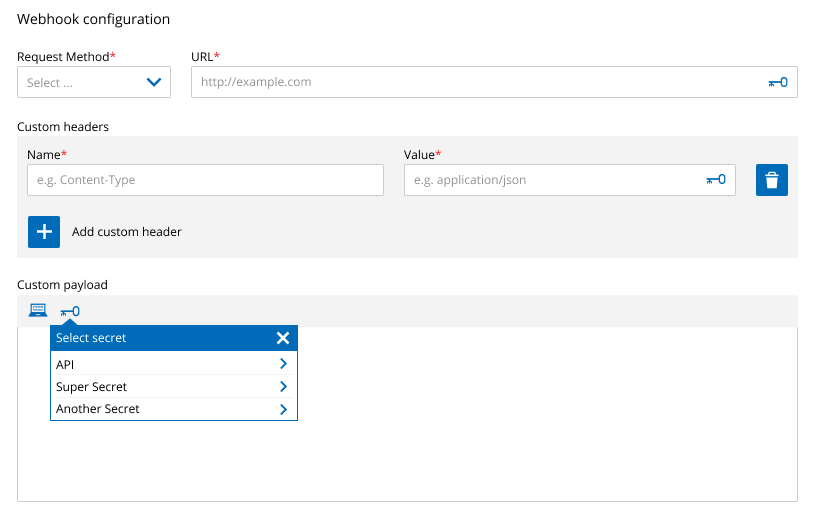 Webhook configuration
Request Method* URL*
Select ... http://example.com
Custom headers
Name* Value*
e.g. Content-Type e.g. application/json
Add custom header
Custom payload
Select secret
API
Super Secret
Another Secret